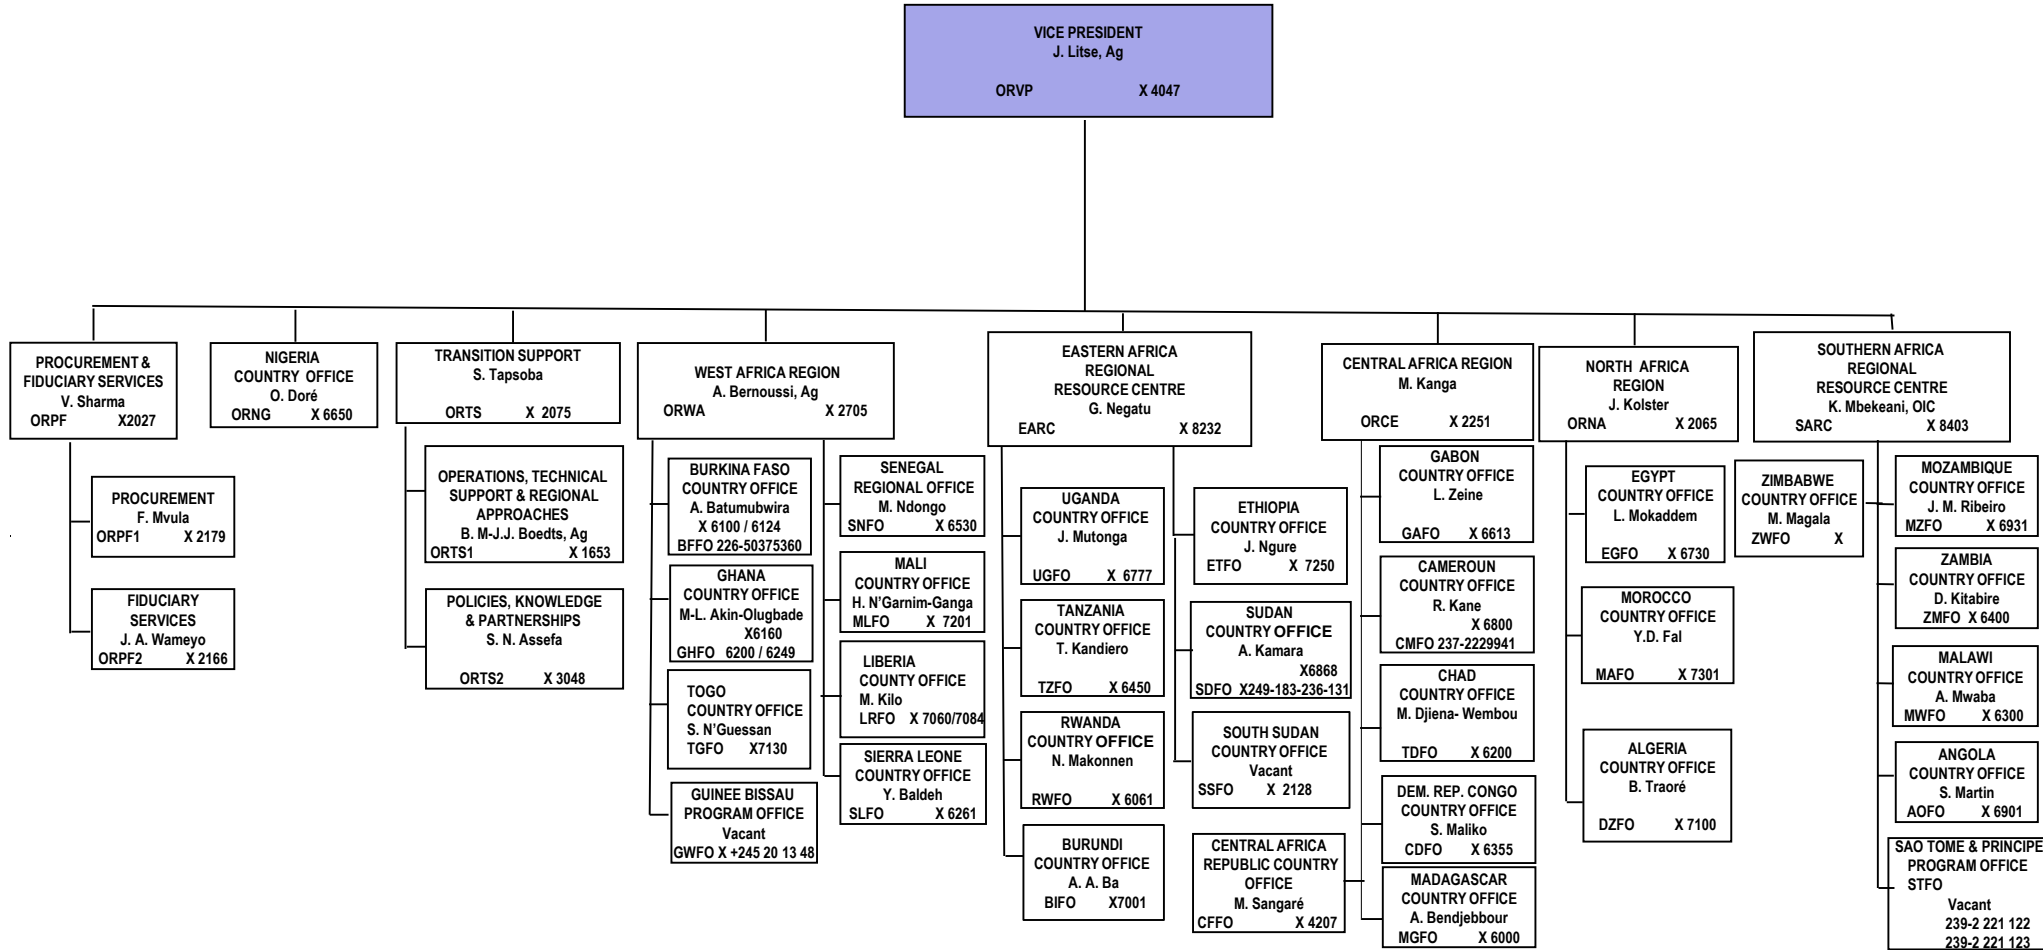 VICE PRESIDENT
J. Litse, Ag
ORVP X 4047
PROCUREMENT &
FIDUCIARY SERVICES
V. Sharma
ORPF X2027
PROCUREMENT
F. Mvula
ORPF1 X 2179
FIDUCIARY
SERVICES
J. A. Wameyo
ORPF2 X 2166
NIGERIA
COUNTRY OFFICE
O. Doré
ORNG X 6650
TRANSITION SUPPORT
S. Tapsoba
ORTS X 2075
OPERATIONS, TECHNICAL
SUPPORT & REGIONAL
APPROACHES
B. M-J.J. Boedts, Ag
ORTS1 X 1653
POLICIES, KNOWLEDGE
& PARTNERSHIPS
S. N. Assefa
ORTS2 X 3048
WEST AFRICA REGION
A. Bernoussi, Ag
ORWA X 2705
BURKINA FASO
COUNTRY OFFICE
A. Batumubwira
X 6100 / 6124
BFFO 226-50375360
GHANA
COUNTRY OFFICE
M-L. Akin-Olugbade
X6160
GHFO 6200 / 6249
TOGO
COUNTRY OFFICE
S. N’Guessan
TGFO X7130
GUINEE BISSAU
PROGRAM OFFICE
Vacant
GWFO X +245 20 13 48
SENEGAL
REGIONAL OFFICE
M. Ndongo
SNFO X 6530
MALI
COUNTRY OFFICE
H. N’Garnim-Ganga
MLFO X 7201
LIBERIA
COUNTY OFFICE
M. Kilo
LRFO X 7060/7084
SIERRA LEONE
COUNTRY OFFICE
Y. Baldeh
SLFO X 6261
EASTERN AFRICA
REGIONAL
RESOURCE CENTRE
G. Negatu
EARC X 8232
UGANDA
COUNTRY OFFICE
J. Mutonga
UGFO X 6777
TANZANIA
COUNTRY OFFICE
T. Kandiero
TZFO X 6450
RWANDA
COUNTRY OFFICE
N. Makonnen
RWFO X 6061
BURUNDI
COUNTRY OFFICE
A. A. Ba
BIFO X7001
ETHIOPIA
COUNTRY OFFICE
J. Ngure
ETFO X 7250
SUDAN
COUNTRY OFFICE
A. Kamara
X6868
SDFO X249-183-236-131
SOUTH SUDAN
COUNTRY OFFICE
Vacant
SSFO X 2128
CENTRAL AFRICA
REPUBLIC COUNTRY
OFFICE
M. Sangaré
CFFO X 4207
CENTRAL AFRICA REGION
M. Kanga
ORCE X 2251
GABON
COUNTRY OFFICE
L. Zeine
GAFO X 6613
CAMEROUN
COUNTRY OFFICE
R. Kane
X 6800
CMFO 237-2229941
CHAD
COUNTRY OFFICE
M. Djiena- Wembou
TDFO X 6200
DEM. REP. CONGO
COUNTRY OFFICE
S. Maliko
CDFO X 6355
MADAGASCAR
COUNTRY OFFICE
A. Bendjebbour
MGFO X 6000
NORTH AFRICA
REGION
J. Kolster
ORNA X 2065
EGYPT
COUNTRY OFFICE
L. Mokaddem
EGFO X 6730
MOROCCO
COUNTRY OFFICE
Y.D. Fal
MAFO X 7301
ALGERIA
COUNTRY OFFICE
B. Traoré
DZFO X 7100
SOUTHERN AFRICA
REGIONAL
RESOURCE CENTRE
K. Mbekeani, OIC
SARC X 8403
ZIMBABWE
COUNTRY OFFICE
M. Magala
ZWFO X
MOZAMBIQUE
COUNTRY OFFICE
J. M. Ribeiro
MZFO X 6931
ZAMBIA
COUNTRY OFFICE
D. Kitabire
ZMFO X 6400
MALAWI
COUNTRY OFFICE
A. Mwaba
MWFO X 6300
ANGOLA
COUNTRY OFFICE
S. Martin
AOFO X 6901
SAO TOME & PRINCIPE
PROGRAM OFFICE
STFO
Vacant
239-2 221 122
239-2 221 123